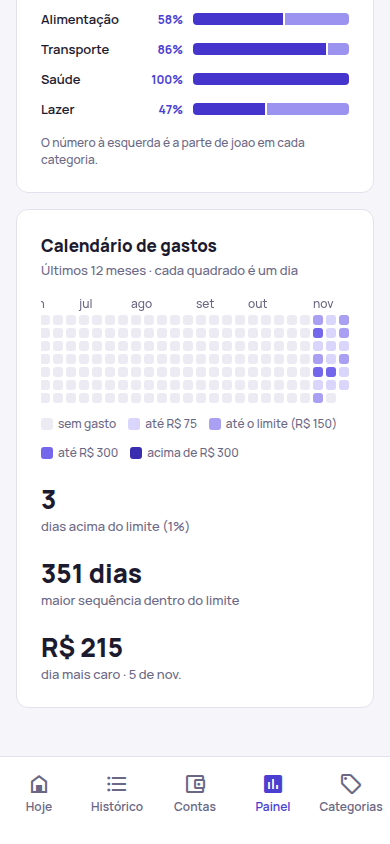 Alimentação 58%
Transporte 86%
Saúde 100%
Lazer 47%
O número à esquerda é a parte de joao em cada
categoria.
Calendário de gastos
Últimos 12 meses · cada quadrado é um dia
jul ago set out nov
sem gasto até R$ 75 até o limite (R$ 150)
até R$ 300 acima de R$ 300
3
dias acima do limite (1%)
351 dias
maior sequência dentro do limite
R$ 215
dia mais caro · 5 de nov.
Hoje Histórico Contas Painel Categorias